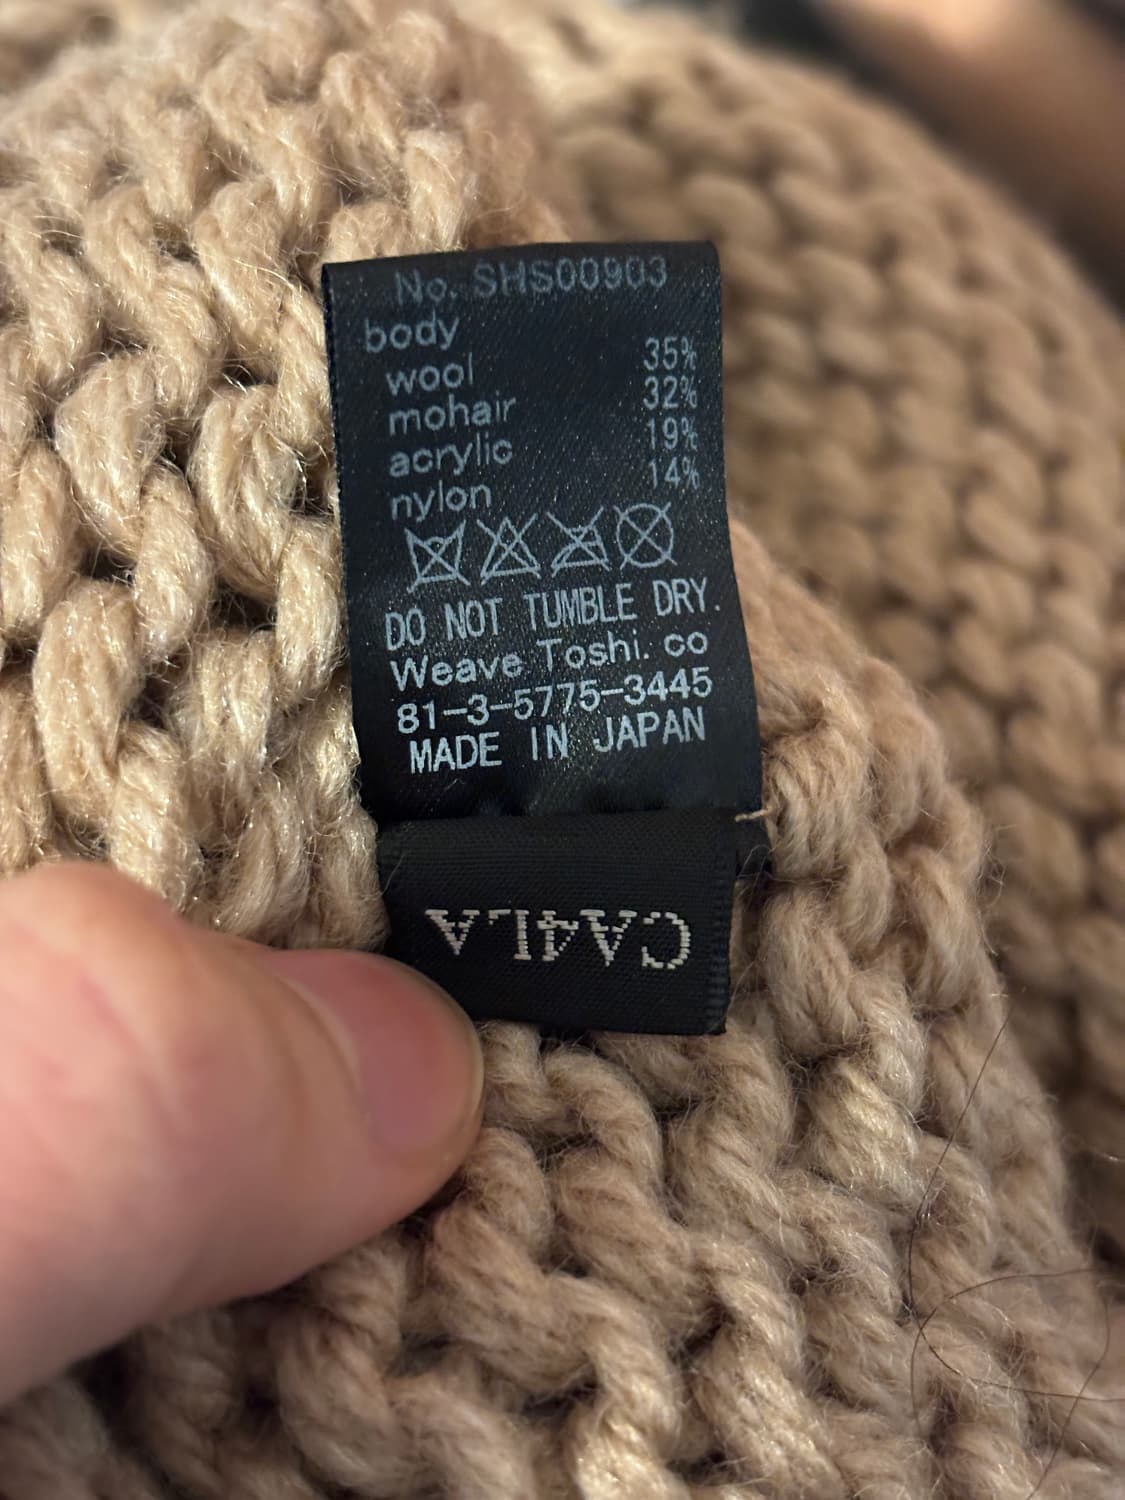 No. SHS00903
body
wool 35%
mohair 32%
acrylic 19%
nylon 14%
DO NOT TUMBLE DRY.
Weave Toshi. co
81-3-5775-3445
MADE IN JAPAN
CA4LA